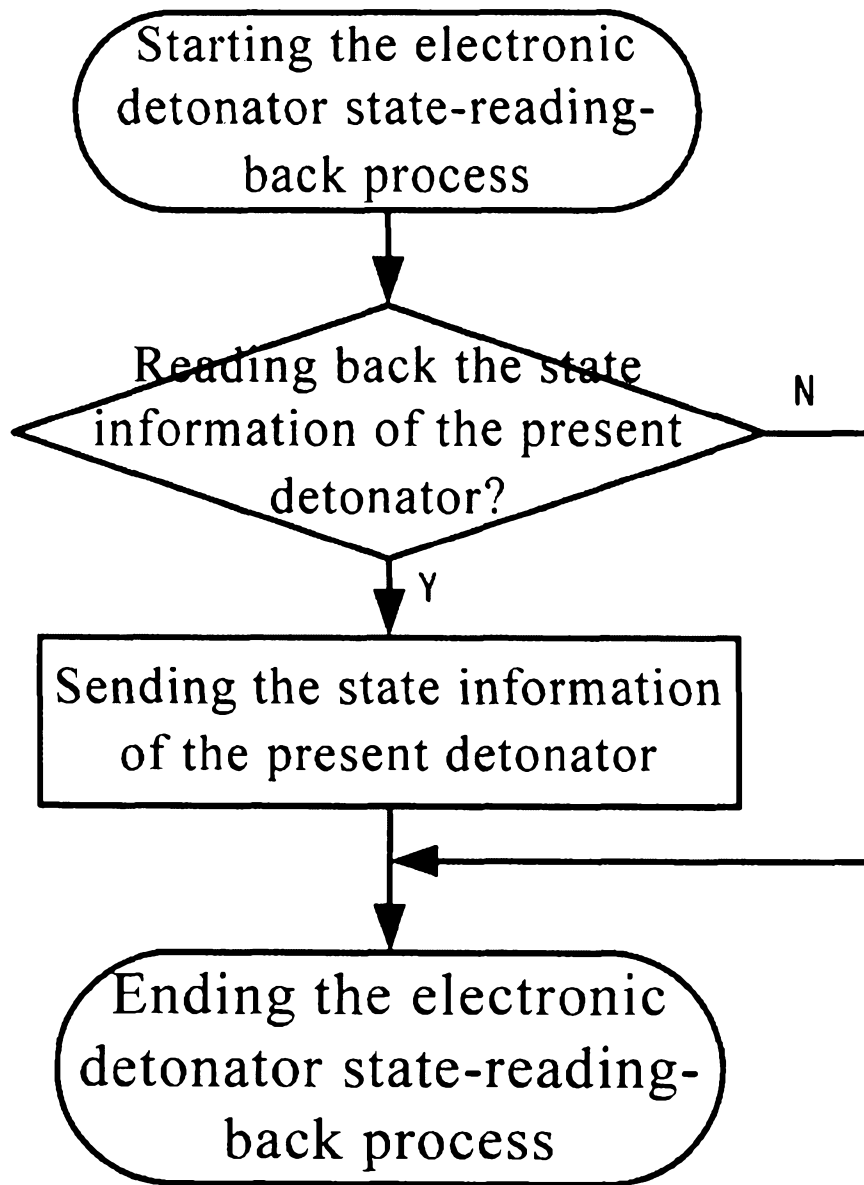 Starting the electronic
detonator state-reading-
back process
Reading back the state
information of the present
detonator?
N
Y
Sending the state information
of the present detonator
Ending the electronic
detonator state-reading-
back process